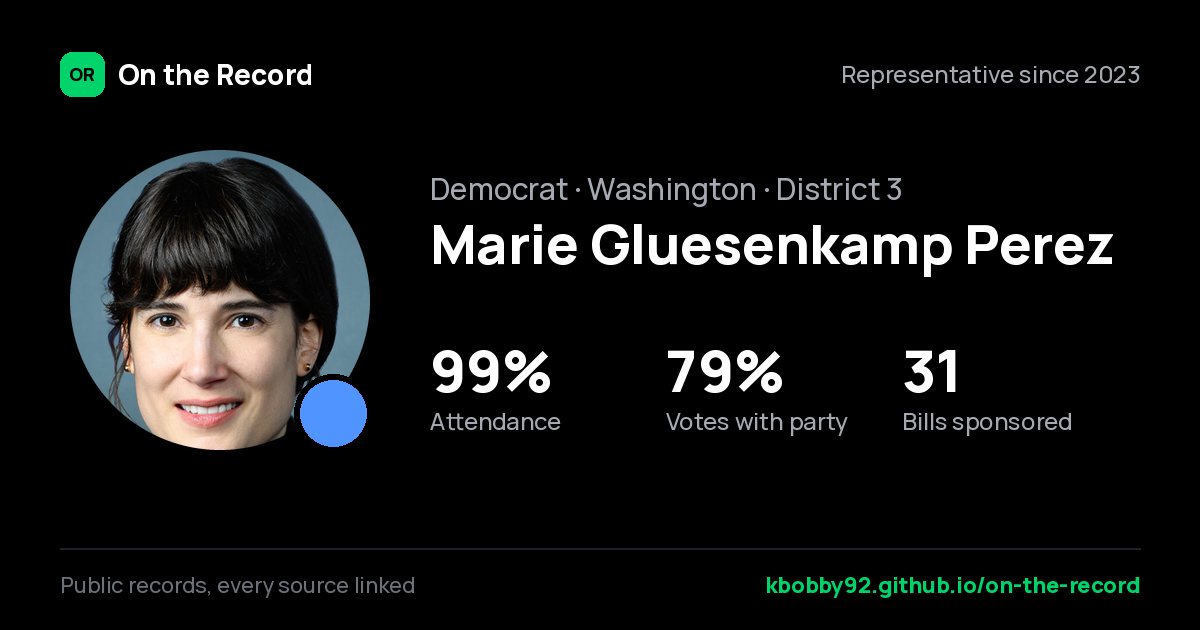 OR On the Record
Representative since 2023
Democrat · Washington · District 3
Marie Gluesenkamp Perez
99% 79% 31
Attendance Votes with party Bills sponsored
Public records, every source linked
kbobby92.github.io/on-the-record